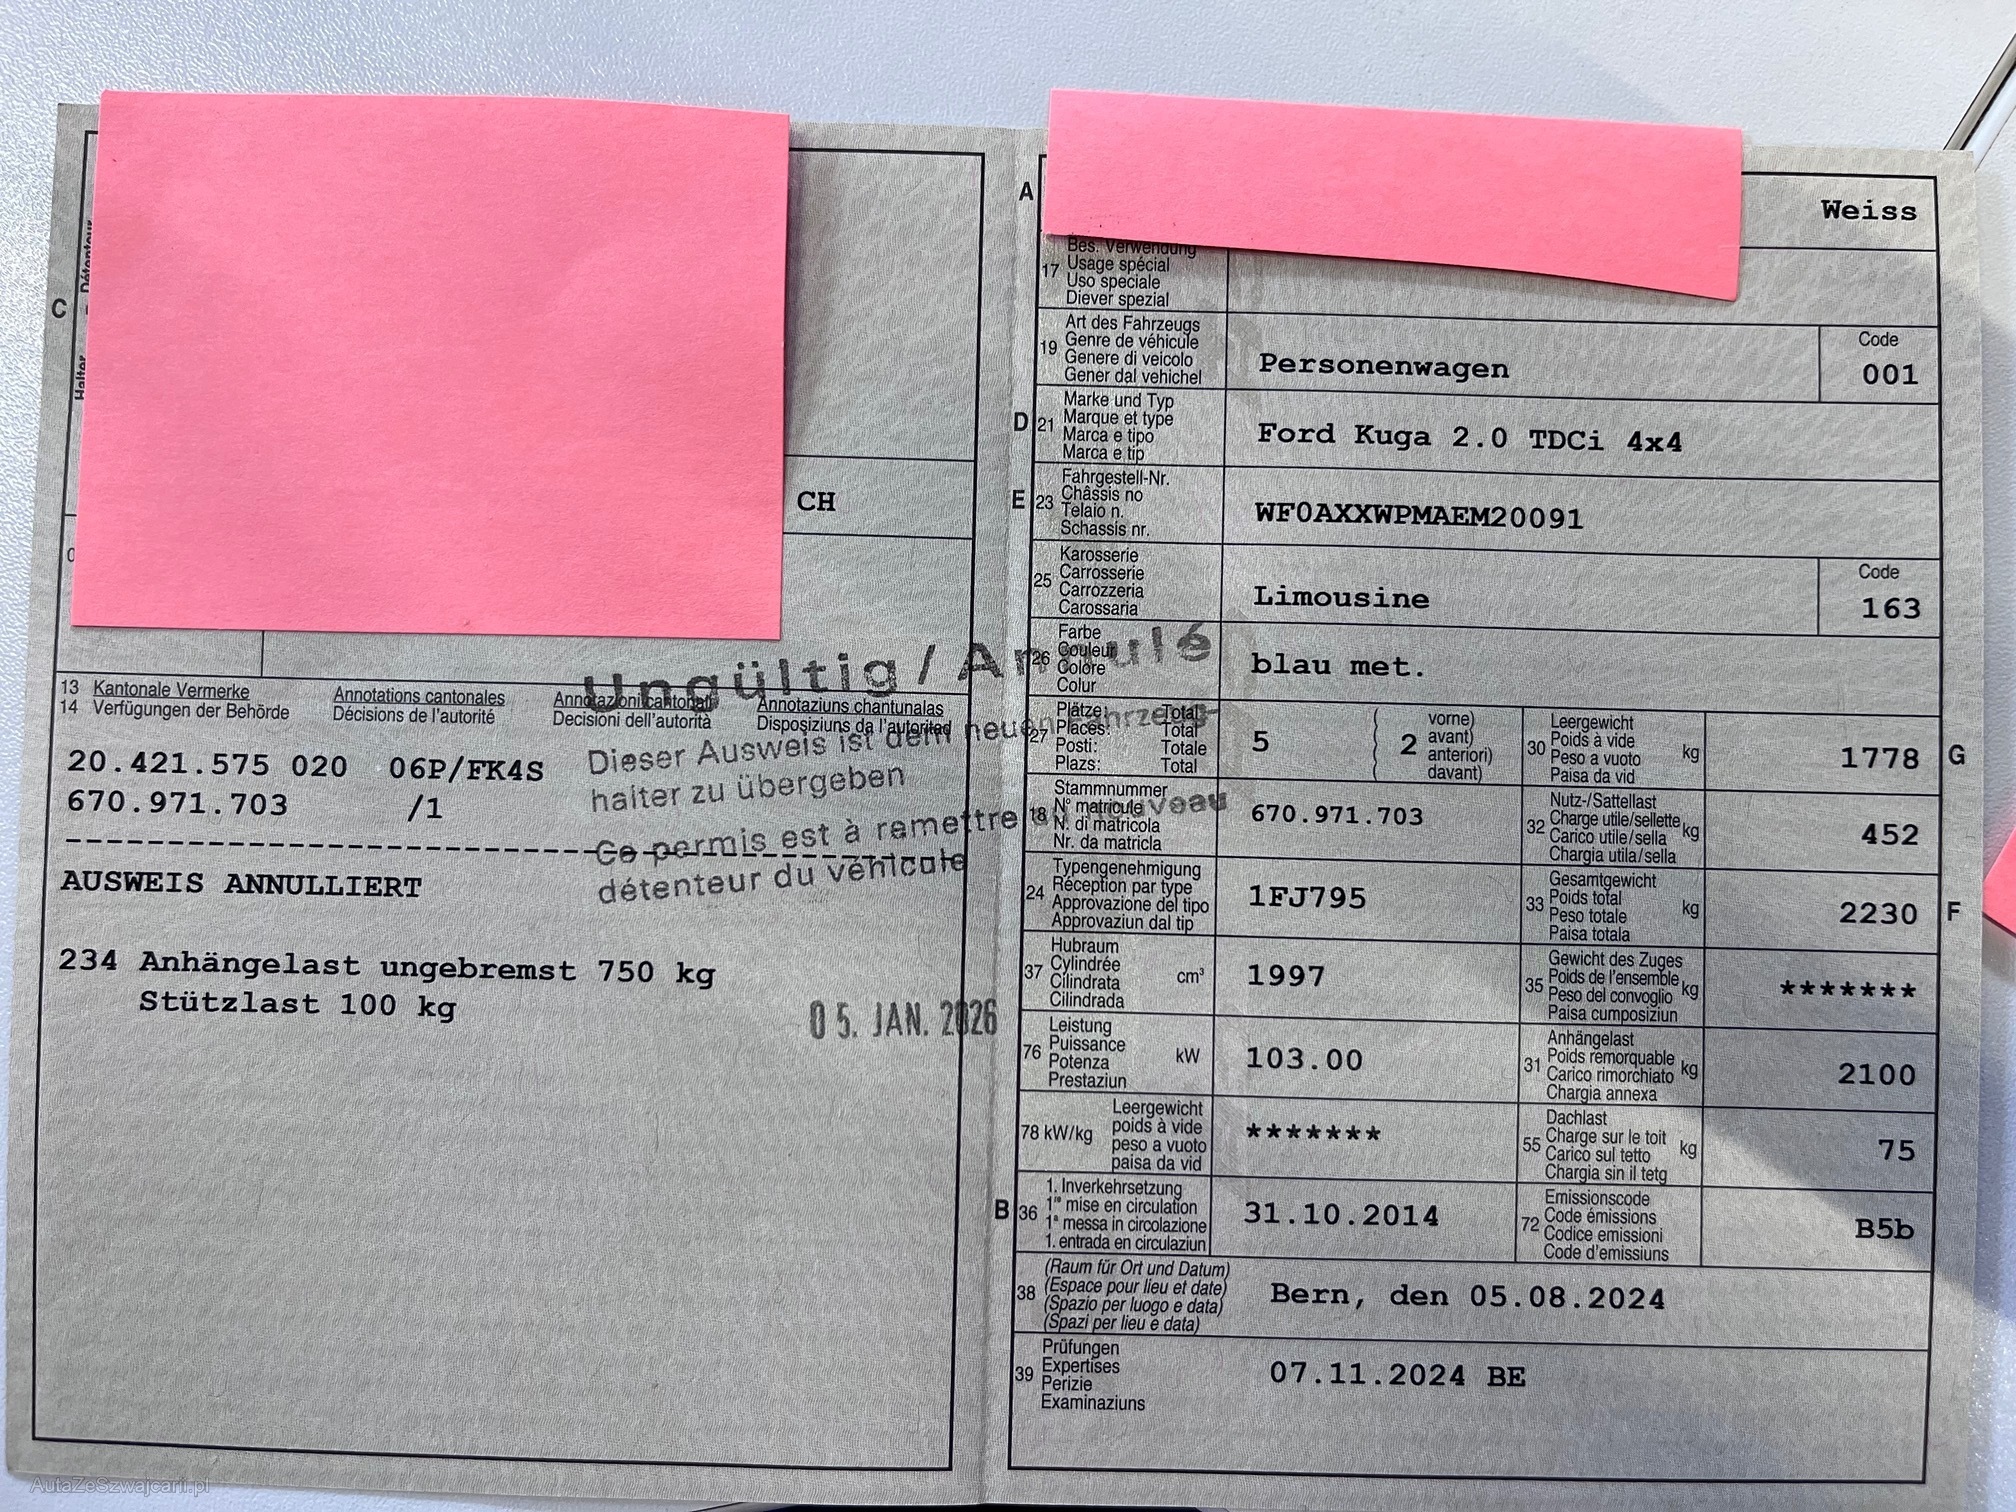 C
Halter
Détenteur
CH
13 Kantonale Vermerke Annotations cantonales Annotazioni cantonali Annotaziuns chantunalas
14 Verfügungen der Behörde Décisions de l'autorité Decisioni dell'autorità Disposiziuns da l'autoritad
20.421.575 020 06P/FK4S
670.971.703 /1
AUSWEIS ANNULLIERT
234 Anhängelast ungebremst 750 kg
Stützlast 100 kg
Ungültig / Annulé
Dieser Ausweis ist dem neuen Fahrzeug-
halter zu übergeben
Ce permis est à remettre au nouveau
détenteur du véhicule
05. JAN. 2026
A
Weiss
17 Bes. Verwendung
Usage spécial
Uso speciale
Diever spezial
19 Art des Fahrzeugs
Genre de véhicule
Genere di veicolo
Gener dal vehichel
Personenwagen
Code
001
D 21 Marke und Typ
Marque et type
Marca e tipo
Marca e tip
Ford Kuga 2.0 TDCi 4x4
E 23 Fahrgestell-Nr.
Châssis no
Telaio n.
Schassis nr.
WF0AXXWPMAEM20091
25 Karosserie
Carrosserie
Carrozzeria
Carossaria
Limousine
Code
163
26 Farbe
Couleur
Colore
Colur
blau met.
27 Plätze: Total
Places: Total
Posti: Totale
Plazs: Total
5
2 vorne)
avant)
anteriori)
davant)
30 Leergewicht
Poids à vide kg
Peso a vuoto
Paisa da vid
1778 G
18 Stammnummer
N° matricule
N. di matricola
Nr. da matricla
670.971.703
32 Nutz-/Sattellast
Charge utile/sellette kg
Carico utile/sella
Chargia utila/sella
452
24 Typengenehmigung
Réception par type
Approvazione del tipo
Approvaziun dal tip
1FJ795
33 Gesamtgewicht
Poids total kg
Peso totale
Paisa totala
2230 F
37 Hubraum
Cylindrée cm³
Cilindrata
Cilindrada
1997
35 Gewicht des Zuges
Poids de l'ensemble kg
Peso del convoglio
Paisa cumposiziun
*******
76 Leistung
Puissance kW
Potenza
Prestaziun
103.00
31 Anhängelast
Poids remorquable kg
Carico rimorchiato
Chargia annexa
2100
78 kW/kg Leergewicht
poids à vide
peso a vuoto
paisa da vid
*******
55 Dachlast
Charge sur le toit kg
Carico sul tetto
Chargia sin il tetg
75
B 36 1. Inverkehrsetzung
1re mise en circulation
1a messa in circolazione
1. entrada en circulaziun
31.10.2014
72 Emissionscode
Code émissions
Codice emissioni
Code d'emissiuns
B5b
38 (Raum für Ort und Datum)
(Espace pour lieu et date)
(Spazio per luogo e data)
(Spazi per lieu e data)
Bern, den 05.08.2024
39 Prüfungen
Expertises
Perizie
Examinaziuns
07.11.2024 BE
AutaZeSzwajcarii.pl